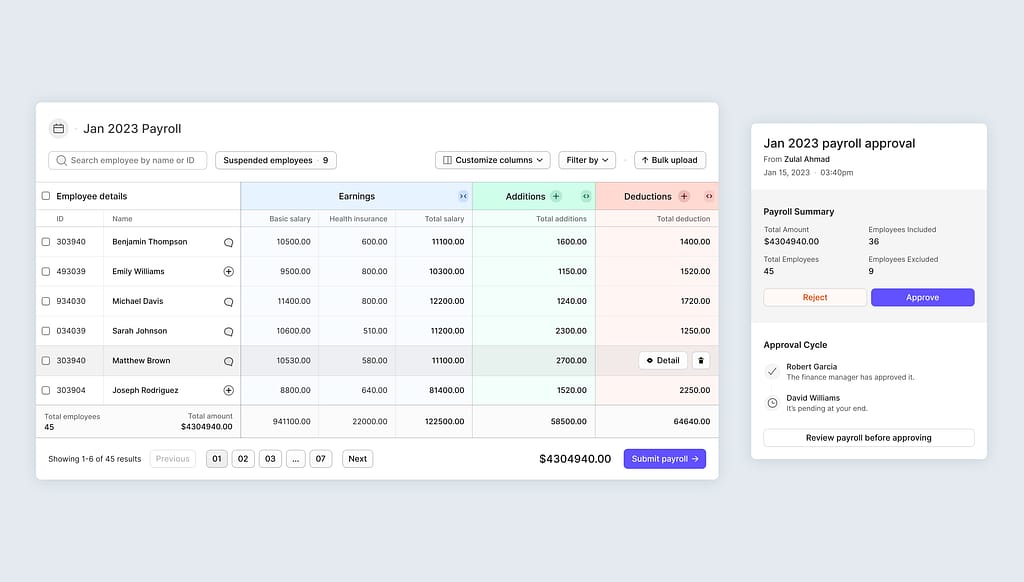 Jan 2023 Payroll
Search employee by name or ID
Suspended employees · 9
Customize columns
Filter by
Bulk upload
Employee details Earnings Additions Deductions
ID Name Basic salary Health insurance Total salary Total additions Total deduction
303940 Benjamin Thompson 10500.00 600.00 11100.00 1600.00 1400.00
493039 Emily Williams 9500.00 800.00 10300.00 1150.00 1520.00
934030 Michael Davis 11400.00 800.00 12200.00 1240.00 1720.00
034039 Sarah Johnson 10600.00 510.00 11200.00 2300.00 1250.00
303940 Matthew Brown 10530.00 580.00 11100.00 2700.00 Detail
303904 Joseph Rodriguez 8800.00 640.00 81400.00 1520.00 2250.00
Total employees Total amount
45 $4304940.00 941100.00 22000.00 122500.00 58500.00 64640.00
Showing 1-6 of 45 results Previous 01 02 03 ... 07 Next $4304940.00 Submit payroll →
Jan 2023 payroll approval
From Zulal Ahmad
Jan 15, 2023 · 03:40pm
Payroll Summary
Total Amount Employees Included
$4304940.00 36
Total Employees Employees Excluded
45 9
Reject Approve
Approval Cycle
Robert Garcia
The finance manager has approved it.
David Williams
It's pending at your end.
Review payroll before approving